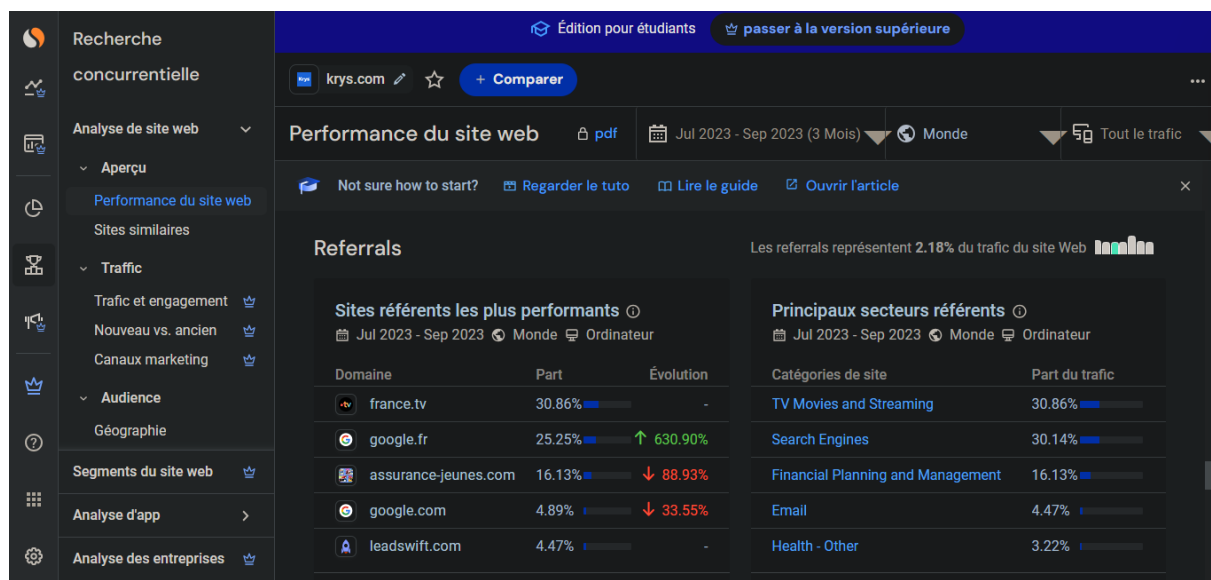 Édition pour étudiants passer à la version supérieure
Recherche
concurrentielle
Analyse de site web
Aperçu
Performance du site web
Sites similaires
Traffic
Trafic et engagement
Nouveau vs. ancien
Canaux marketing
Audience
Géographie
Segments du site web
Analyse d'app
Analyse des entreprises
krys.com + Comparer
Performance du site web pdf Jul 2023 - Sep 2023 (3 Mois) Monde Tout le trafic
Not sure how to start? Regarder le tuto Lire le guide Ouvrir l'article
Referrals
Les referrals représentent 2.18% du trafic du site Web
Sites référents les plus performants
Jul 2023 - Sep 2023 Monde Ordinateur
Domaine Part Évolution
france.tv 30.86% -
google.fr 25.25% ↑ 630.90%
assurance-jeunes.com 16.13% ↓ 88.93%
google.com 4.89% ↓ 33.55%
leadswift.com 4.47% -
Principaux secteurs référents
Jul 2023 - Sep 2023 Monde Ordinateur
Catégories de site Part du trafic
TV Movies and Streaming 30.86%
Search Engines 30.14%
Financial Planning and Management 16.13%
Email 4.47%
Health - Other 3.22%